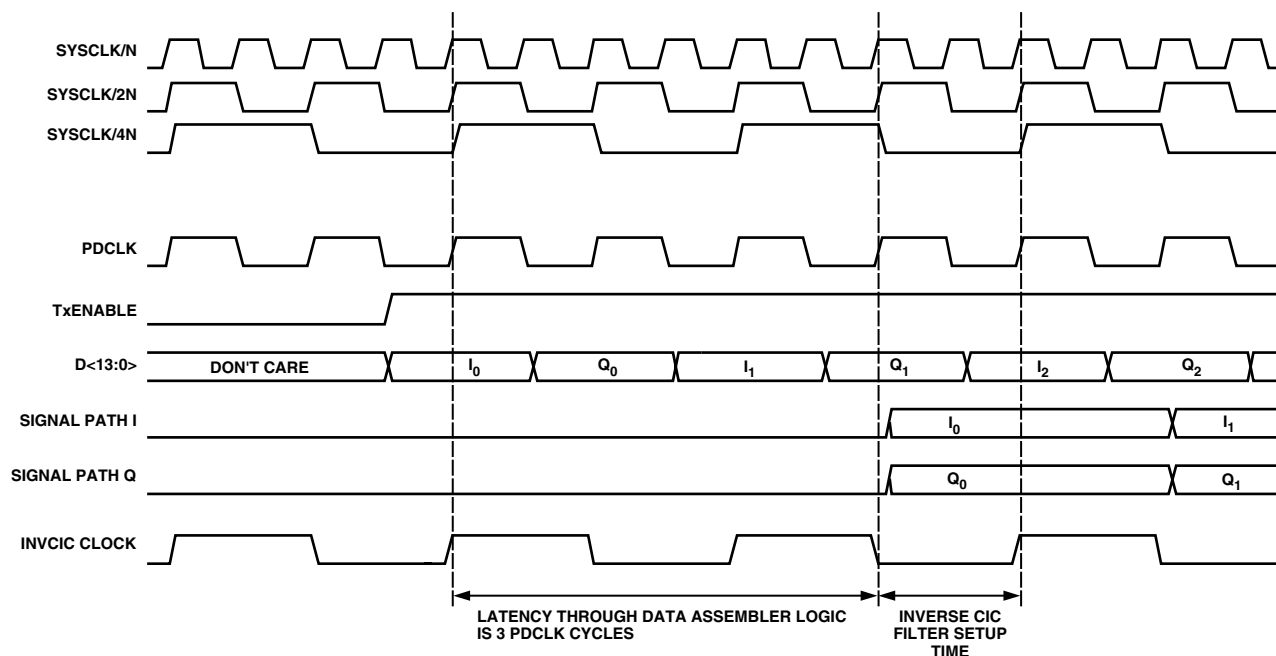 SYSCLK/N
SYSCLK/2N
SYSCLK/4N
PDCLK
TxENABLE
D<13:0> DON'T CARE I0 Q0 I1 Q1 I2 Q2
SIGNAL PATH I I0 I1
SIGNAL PATH Q Q0 Q1
INVCIC CLOCK
LATENCY THROUGH DATA ASSEMBLER LOGIC
IS 3 PDCLK CYCLES
INVERSE CIC
FILTER SETUP
TIME